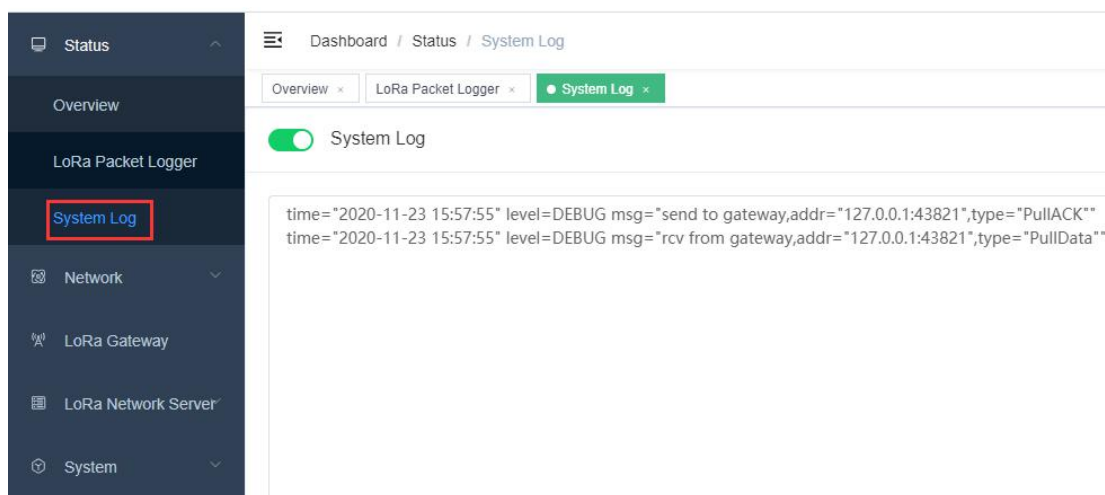 Status
Overview
LoRa Packet Logger
System Log
Network
LoRa Gateway
LoRa Network Server
System
Dashboard / Status / System Log
Overview × LoRa Packet Logger × System Log ×
System Log
time="2020-11-23 15:57:55" level=DEBUG msg="send to gateway,addr="127.0.0.1:43821",type="PullACK""
time="2020-11-23 15:57:55" level=DEBUG msg="rcv from gateway,addr="127.0.0.1:43821",type="PullData""